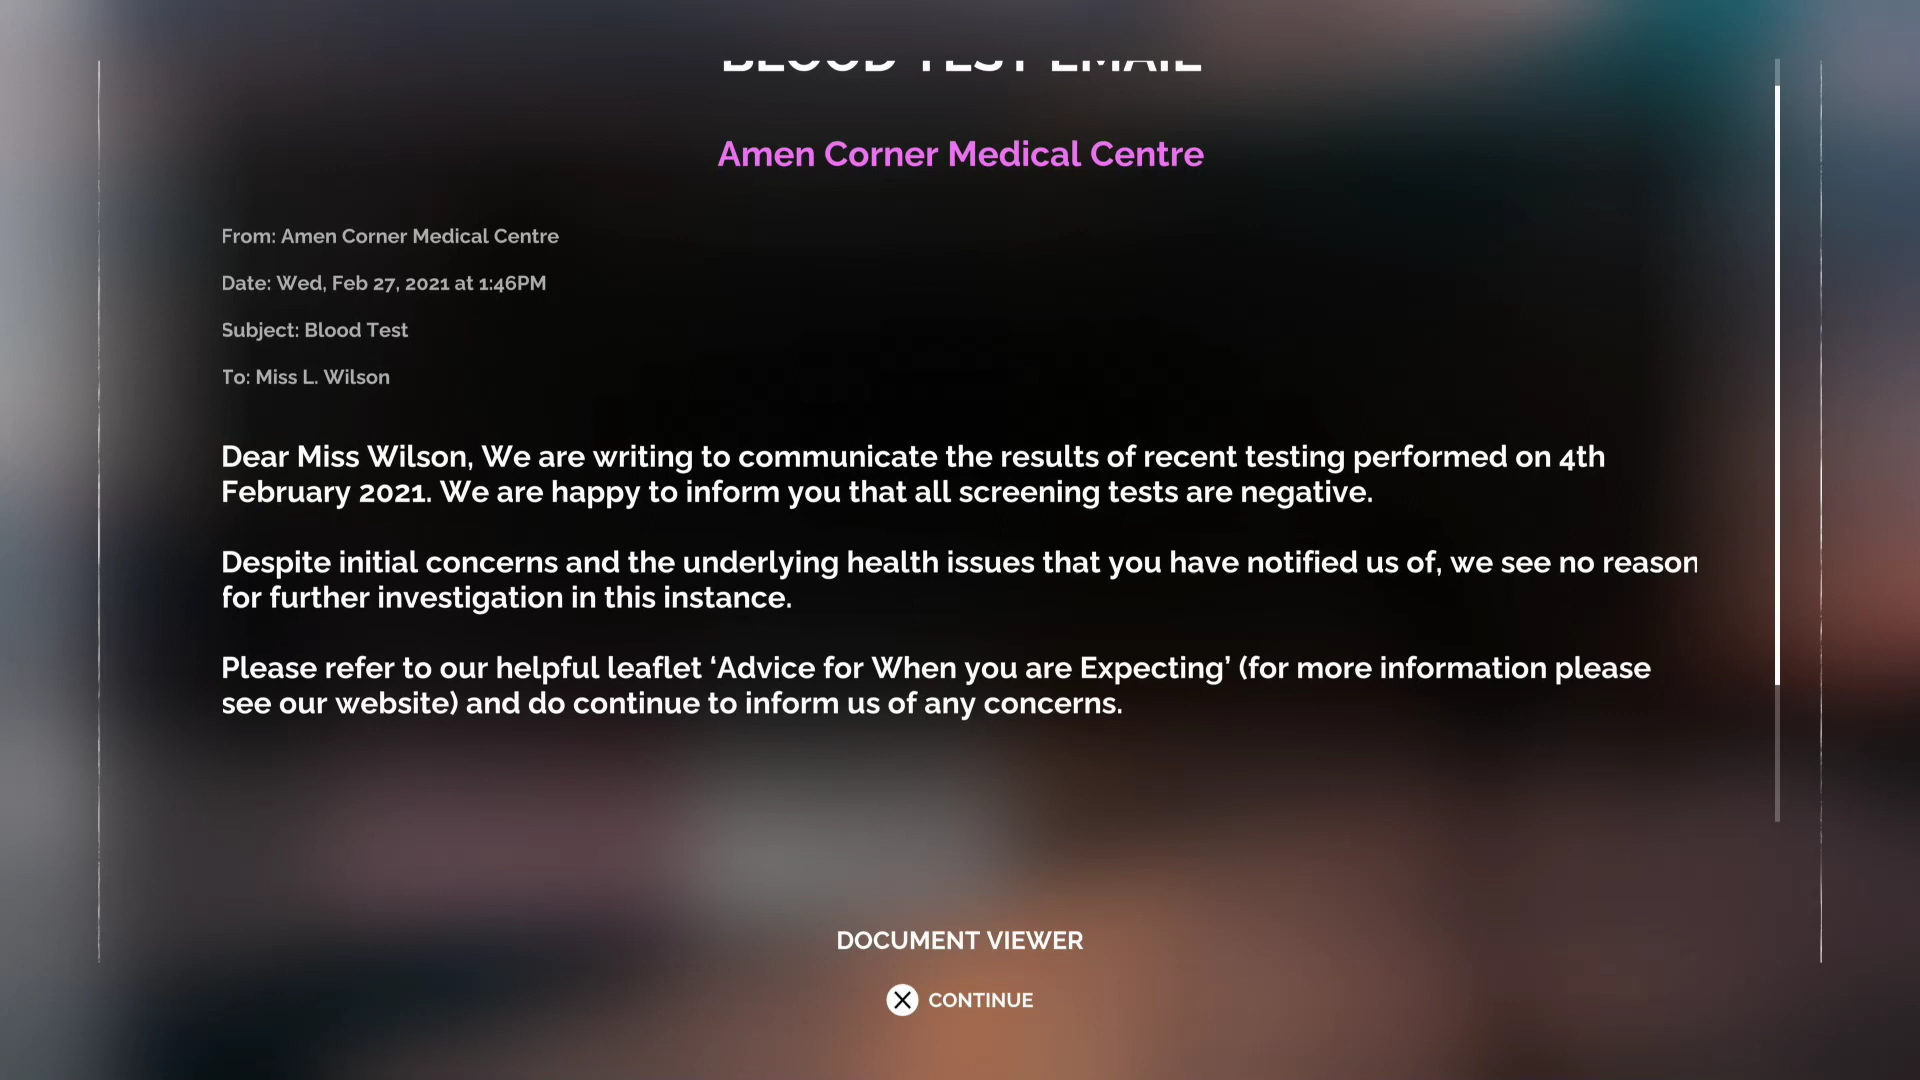 BLOOD TEST EMAIL
Amen Corner Medical Centre
From: Amen Corner Medical Centre
Date: Wed, Feb 27, 2021 at 1:46PM
Subject: Blood Test
To: Miss L. Wilson
Dear Miss Wilson, We are writing to communicate the results of recent testing performed on 4th
February 2021. We are happy to inform you that all screening tests are negative.
Despite initial concerns and the underlying health issues that you have notified us of, we see no reason
for further investigation in this instance.
Please refer to our helpful leaflet ‘Advice for When you are Expecting’ (for more information please
see our website) and do continue to inform us of any concerns.
DOCUMENT VIEWER
CONTINUE